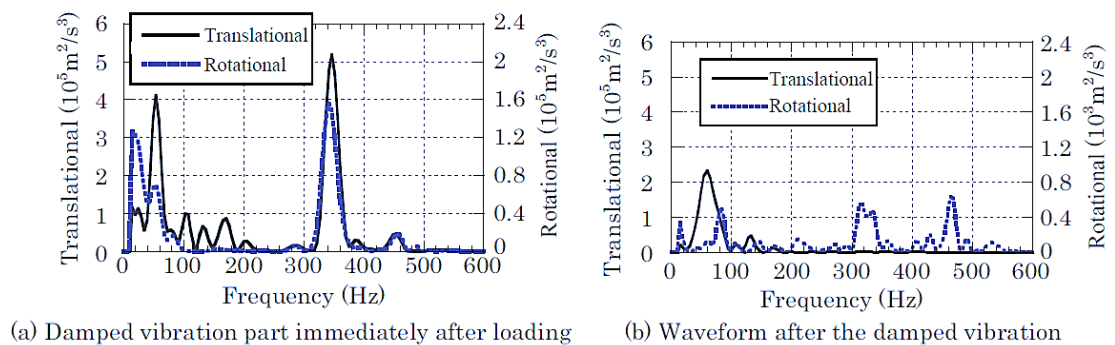 Translational (10⁵m²/s³)
6
5
4
3
2
1
0
Translational
Rotational
2.4
2
1.6
1.2
0.8
0.4
0
Rotational (10⁵m²/s³)
0 100 200 300 400 500 600
Frequency (Hz)
(a) Damped vibration part immediately after loading
Translational (10⁵m²/s³)
6
5
4
3
2
1
0
Translational
Rotational
2.4
2
1.6
1.2
0.8
0.4
0
Rotational (10³m²/s³)
0 100 200 300 400 500 600
Frequency (Hz)
(b) Waveform after the damped vibration